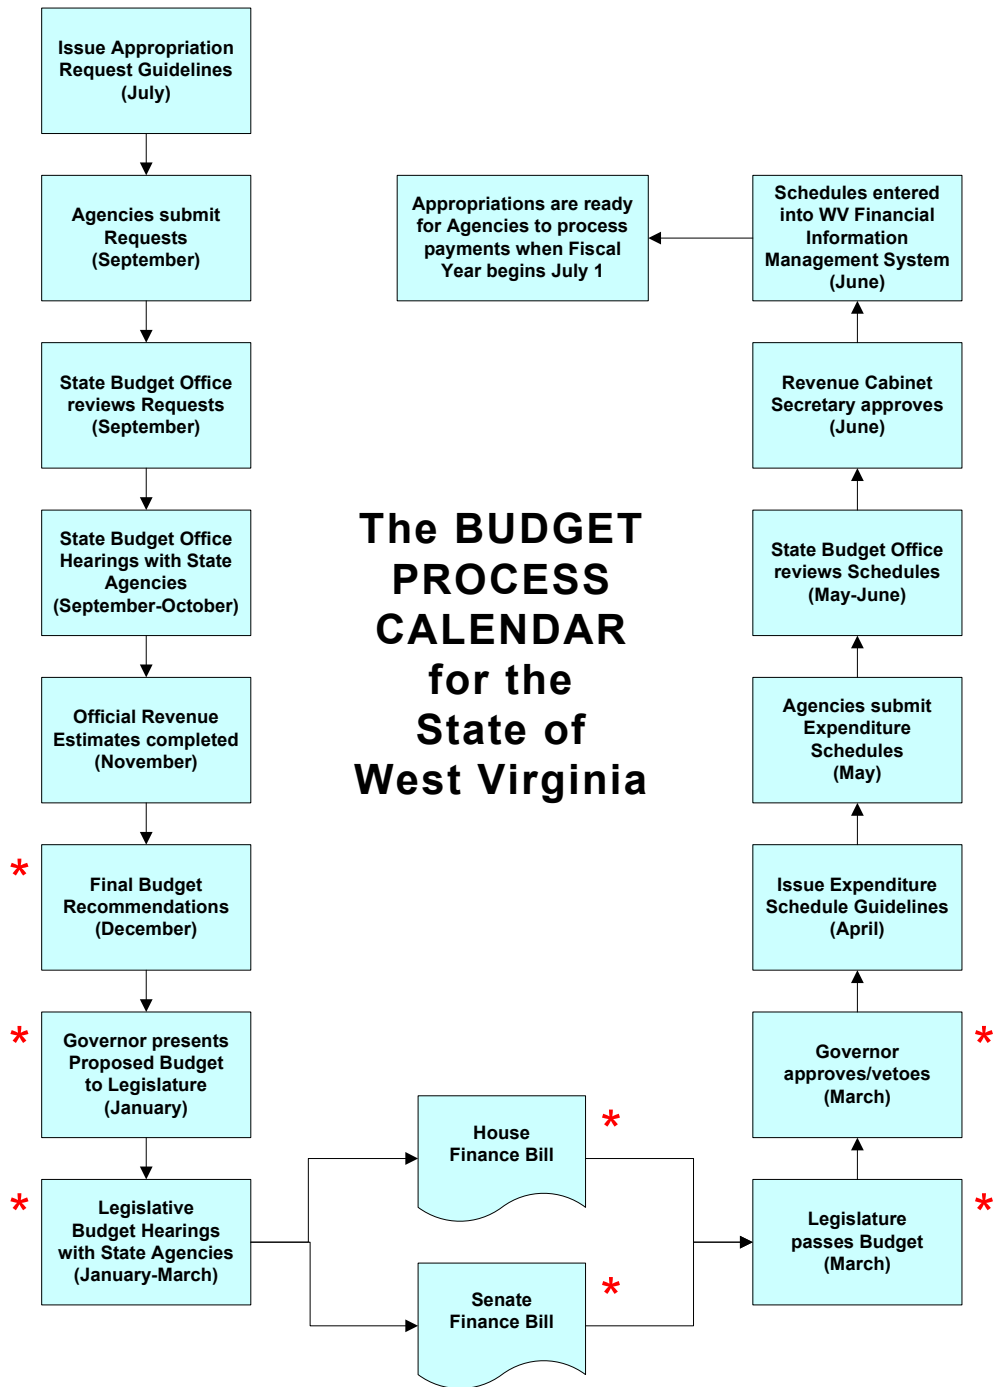 Issue Appropriation
Request Guidelines
(July)
Agencies submit
Requests
(September)
State Budget Office
reviews Requests
(September)
State Budget Office
Hearings with State
Agencies
(September-October)
Official Revenue
Estimates completed
(November)
*
Final Budget
Recommendations
(December)
*
Governor presents
Proposed Budget
to Legislature
(January)
*
Legislative
Budget Hearings
with State Agencies
(January-March)
The BUDGET
PROCESS
CALENDAR
for the
State of
West Virginia
House
Finance Bill
*
Senate
Finance Bill
*
Legislature
passes Budget
(March)
*
Governor
approves/vetoes
(March)
*
Issue Expenditure
Schedule Guidelines
(April)
Agencies submit
Expenditure
Schedules
(May)
State Budget Office
reviews Schedules
(May-June)
Revenue Cabinet
Secretary approves
(June)
Schedules entered
into WV Financial
Information
Management System
(June)
Appropriations are ready
for Agencies to process
payments when Fiscal
Year begins July 1